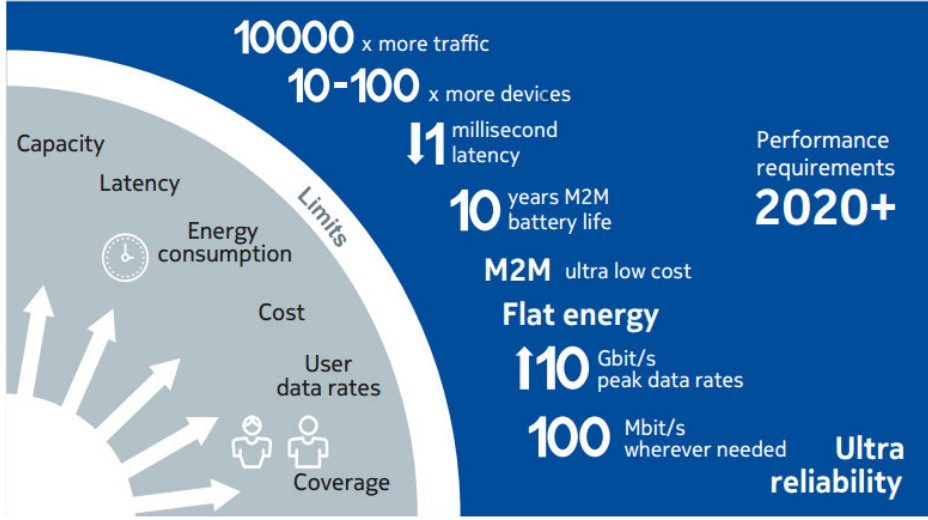 10000 x more traffic
10-100 x more devices
1 millisecond
latency
10 years M2M
battery life
M2M ultra low cost
Flat energy
10 Gbit/s
peak data rates
100 Mbit/s
wherever needed
Ultra
reliability
Performance
requirements
2020+
Limits
Capacity
Latency
Energy
consumption
Cost
User
data rates
Coverage